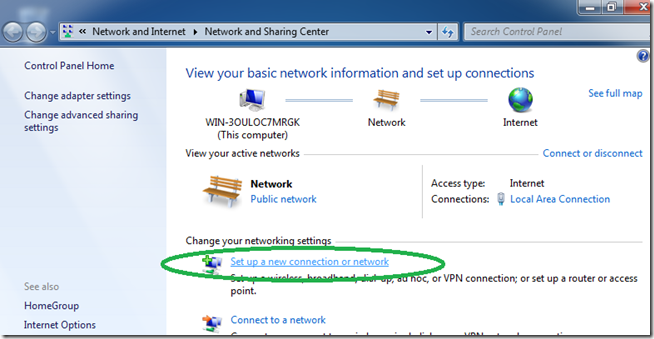 « Network and Internet ▸ Network and Sharing Center
Search Control Panel
Control Panel Home
Change adapter settings
Change advanced sharing
settings
See also
HomeGroup
Internet Options
View your basic network information and set up connections
See full map
WIN-3OULOC7MRGK
(This computer)
Network
Internet
View your active networks
Connect or disconnect
Network
Public network
Access type: Internet
Connections: Local Area Connection
Change your networking settings
Set up a new connection or network
Set up a wireless, broadband, dial-up, ad hoc, or VPN connection; or set up a router or access
point.
Connect to a network